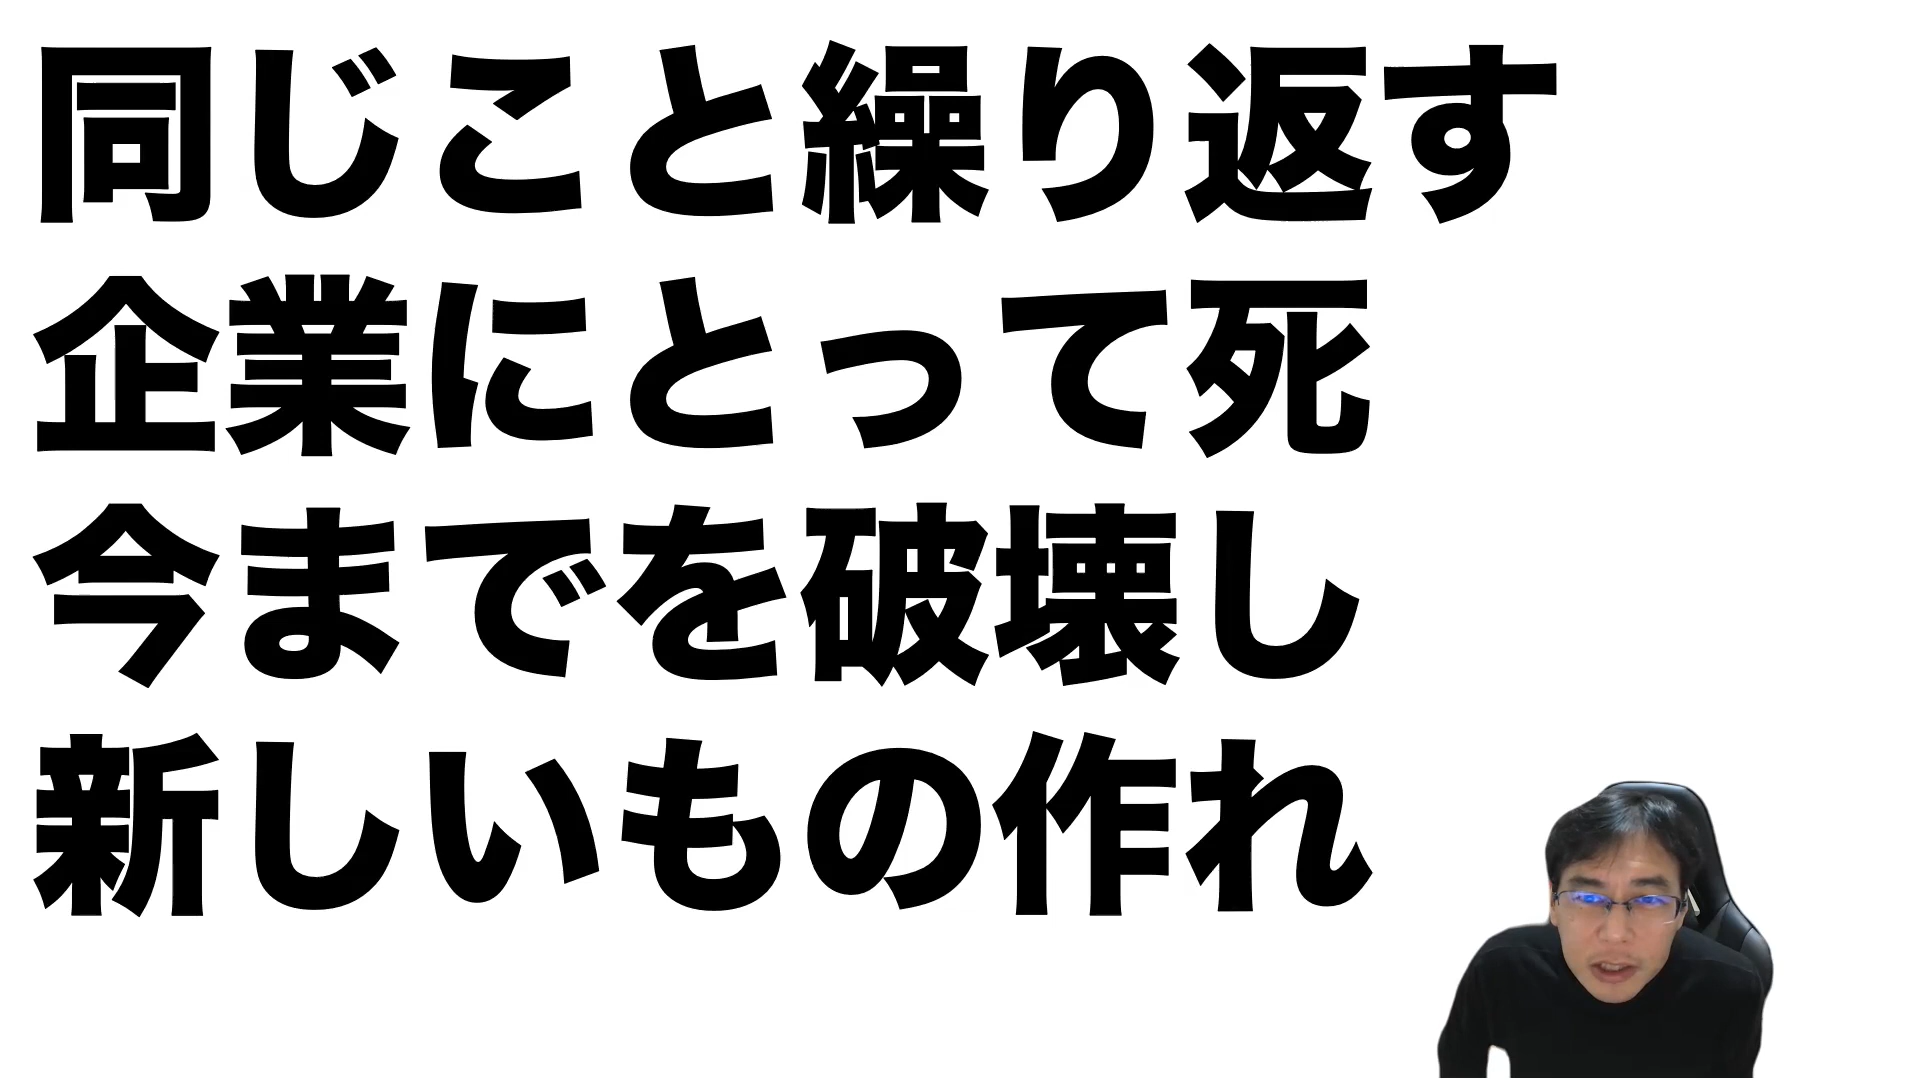 同じこと繰り返す
企業にとって死
今までを破壊し
新しいもの作れ